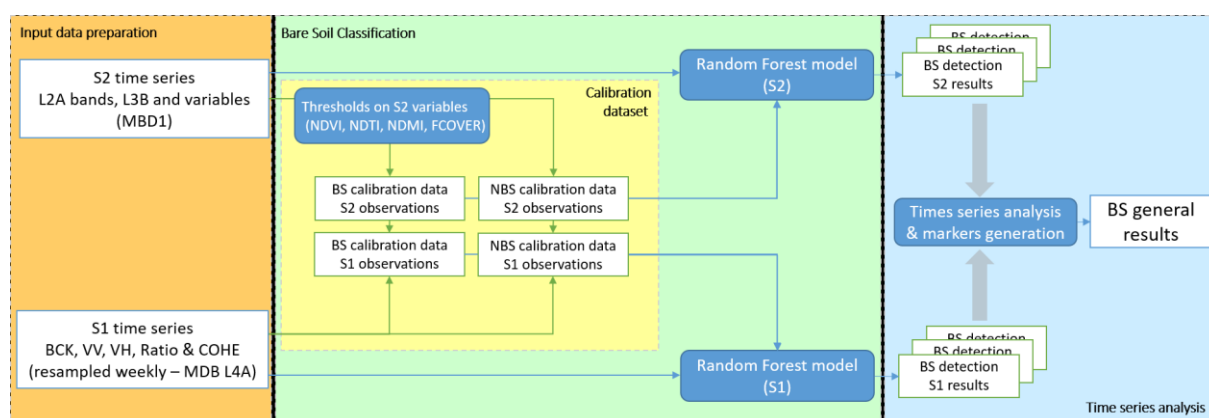 Input data preparation
S2 time series
L2A bands, L3B and variables
(MBD1)
S1 time series
BCK, VV, VH, Ratio & COHE
(resampled weekly – MDB L4A)
Bare Soil Classification
Calibration
dataset
Thresholds on S2 variables
(NDVI, NDTI, NDMI, FCOVER)
BS calibration data
S2 observations
NBS calibration data
S2 observations
BS calibration data
S1 observations
NBS calibration data
S1 observations
Random Forest model
(S2)
Random Forest model
(S1)
BS detection
BS detection
BS detection
S2 results
Times series analysis
& markers generation
BS general
results
BS detection
BS detection
BS detection
S1 results
Time series analysis